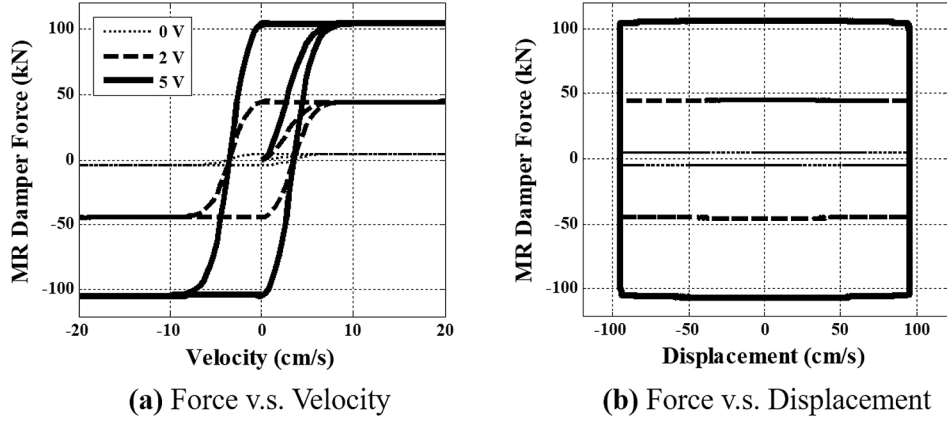 MR Damper Force (kN)
100
50
0
-50
-100
0 V
2 V
5 V
-20
-10
0
10
20
Velocity (cm/s)
(a) Force v.s. Velocity
MR Damper Force (kN)
100
50
0
-50
-100
-100
-50
0
50
100
Displacement (cm/s)
(b) Force v.s. Displacement